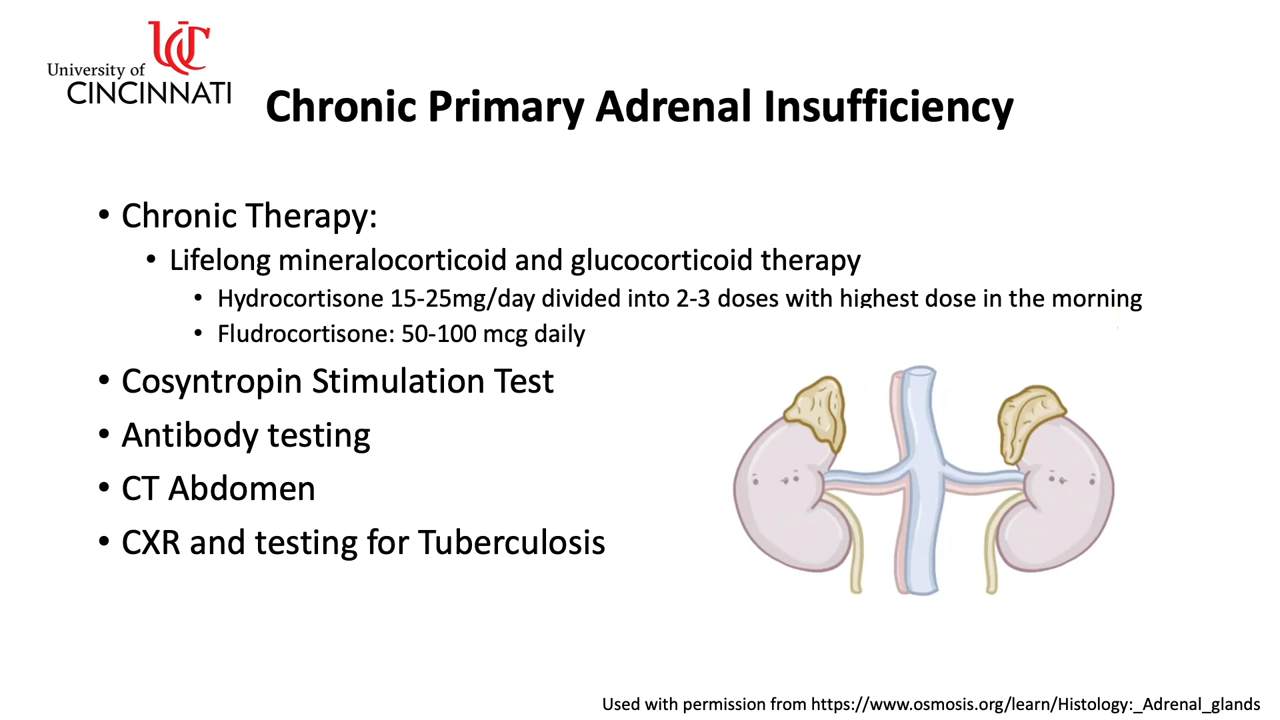 University of
CINCINNATI
Chronic Primary Adrenal Insufficiency
• Chronic Therapy:
• Lifelong mineralocorticoid and glucocorticoid therapy
• Hydrocortisone 15-25mg/day divided into 2-3 doses with highest dose in the morning
• Fludrocortisone: 50-100 mcg daily
• Cosyntropin Stimulation Test
• Antibody testing
• CT Abdomen
• CXR and testing for Tuberculosis
Used with permission from https://www.osmosis.org/learn/Histology:_Adrenal_glands